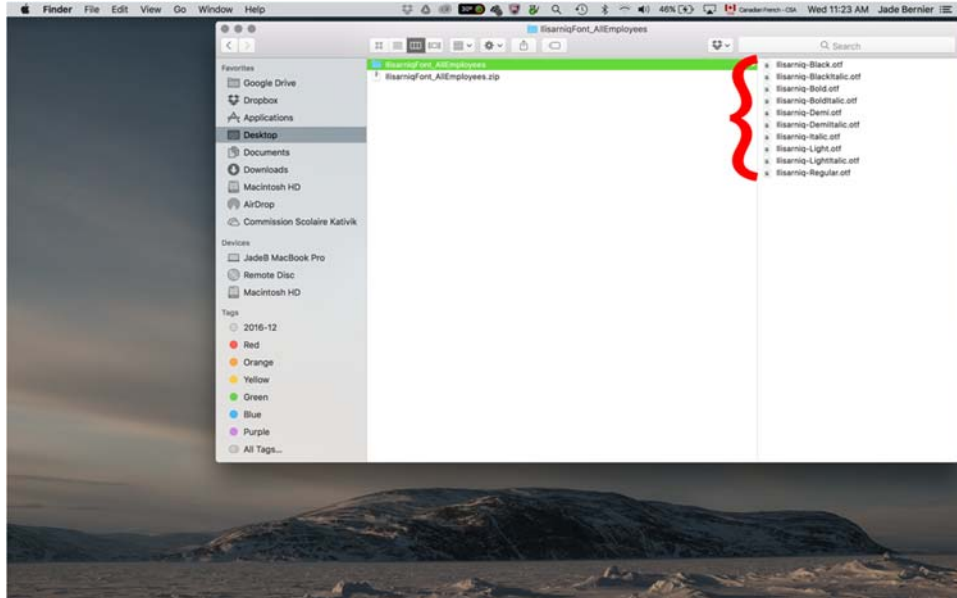 Finder File Edit View Go Window Help 30° 46% Canadian French - CSA Wed 11:23 AM Jade Bernier
IlisarniqFont_AllEmployees
Search
Favorites
Google Drive
Dropbox
Applications
Desktop
Documents
Downloads
Macintosh HD
AirDrop
Commission Scolaire Kativik
Devices
JadeB MacBook Pro
Remote Disc
Macintosh HD
Tags
2016-12
Red
Orange
Yellow
Green
Blue
Purple
All Tags...
IlisarniqFont_AllEmployees
IlisarniqFont_AllEmployees.zip
Ilisarniq-Black.otf
Ilisarniq-BlackItalic.otf
Ilisarniq-Bold.otf
Ilisarniq-BoldItalic.otf
Ilisarniq-Demi.otf
Ilisarniq-DemiItalic.otf
Ilisarniq-Italic.otf
Ilisarniq-Light.otf
Ilisarniq-LightItalic.otf
Ilisarniq-Regular.otf